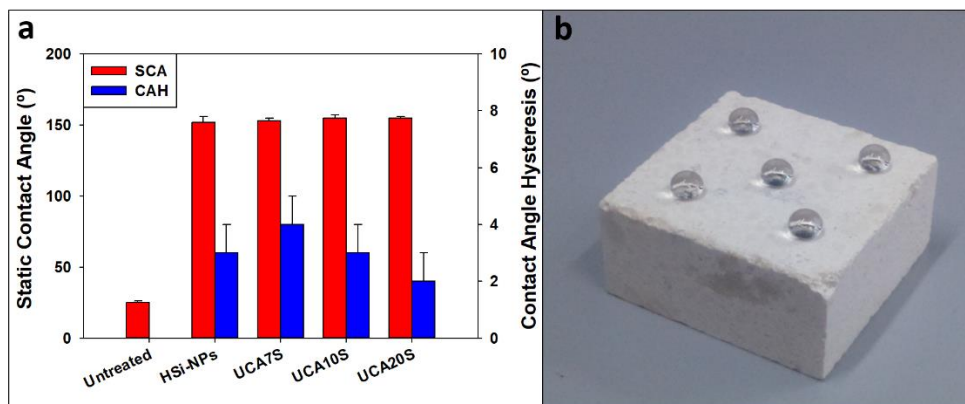 a
b
200
150
100
50
0
Static Contact Angle (º)
SCA
CAH
10
8
6
4
2
0
Contact Angle Hysteresis (º)
Untreated
HSi-NPs
UCA7S
UCA10S
UCA20S